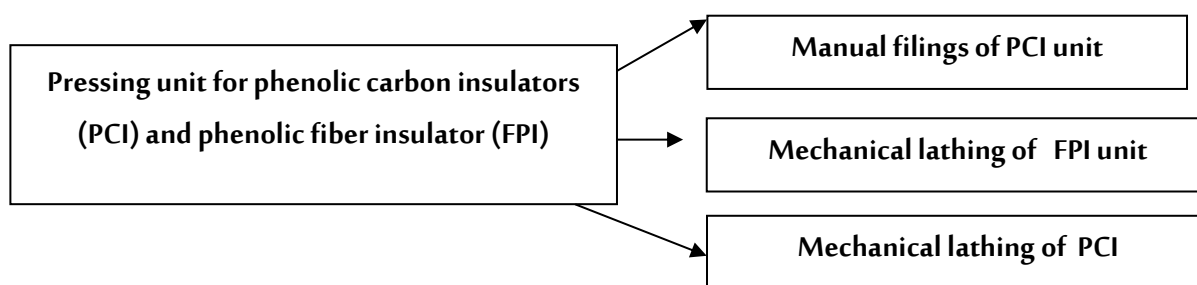 Pressing unit for phenolic carbon insulators
(PCI) and phenolic fiber insulator (FPI)
Manual filings of PCI unit
Mechanical lathing of FPI unit
Mechanical lathing of PCI